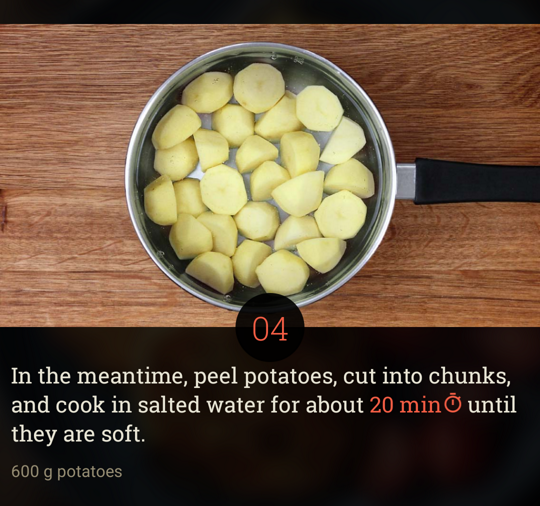 04
In the meantime, peel potatoes, cut into chunks,
and cook in salted water for about 20 min until
they are soft.
600 g potatoes